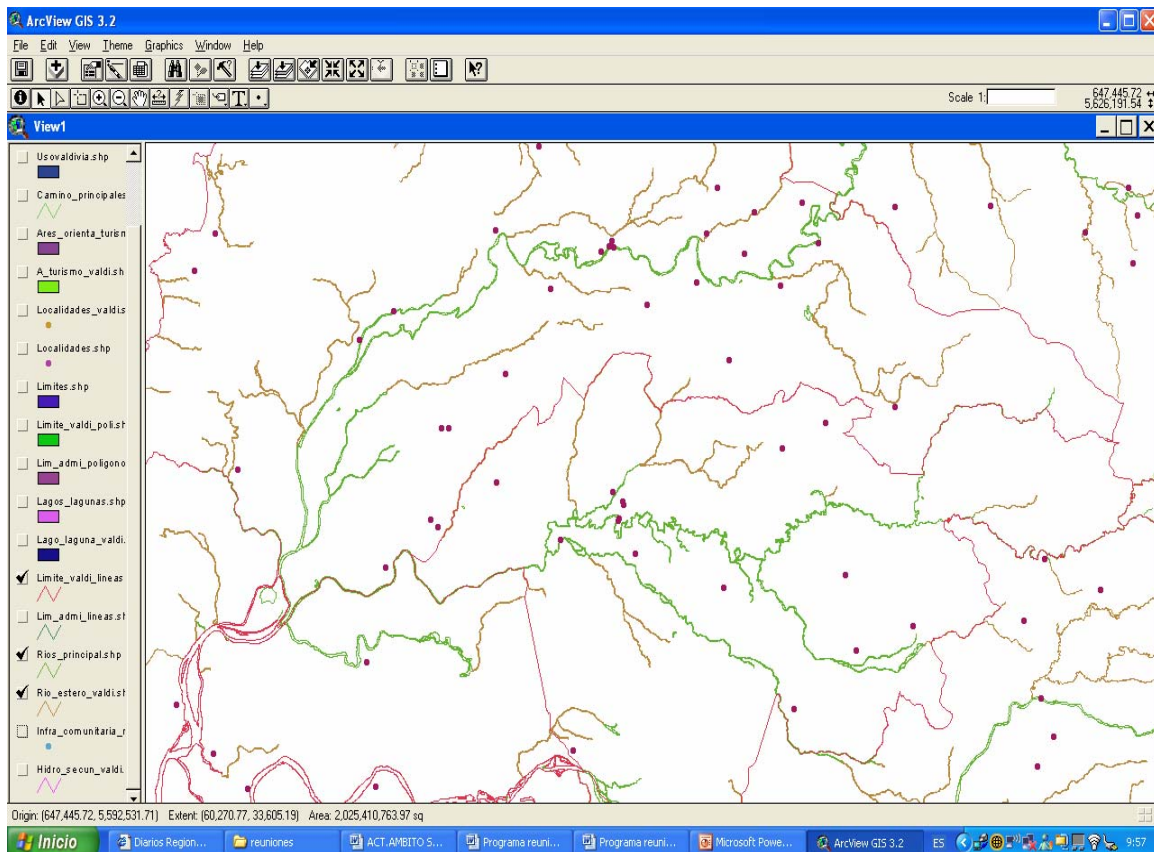 ArcView GIS 3.2
File Edit View Theme Graphics Window Help
Scale 1:
647,445.72
5,626,191.54
View1
Usovaldivia.shp
Camino_principales
Ares_orienta_turisn
A_turismo_valdi.sh
Localidades_valdi.s
Localidades.shp
Limites.shp
Limite_valdi_poli.sh
Lim_admi_poligono
Lagos_lagunas.shp
Lago_laguna_valdi.
Limite_valdi_lineas
Lim_admi_lineas.sh
Rios_principal.shp
Rio_estero_valdi.sh
Infra_comunitaria_r
Hidro_secun_valdi.
Origin: (647,445.72, 5,592,531.71) Extent: (60,270.77, 33,605.19) Area: 2,025,410,763.97 sq
Inicio Diarios Region... reuniones ACT.AMBITO S... Programa reuni... Programa reuni... Microsoft Powe... ArcView GIS 3.2 ES 9:57